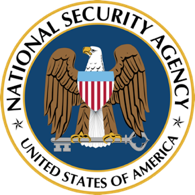 NATIONAL SECURITY AGENCY
UNITED STATES OF AMERICA